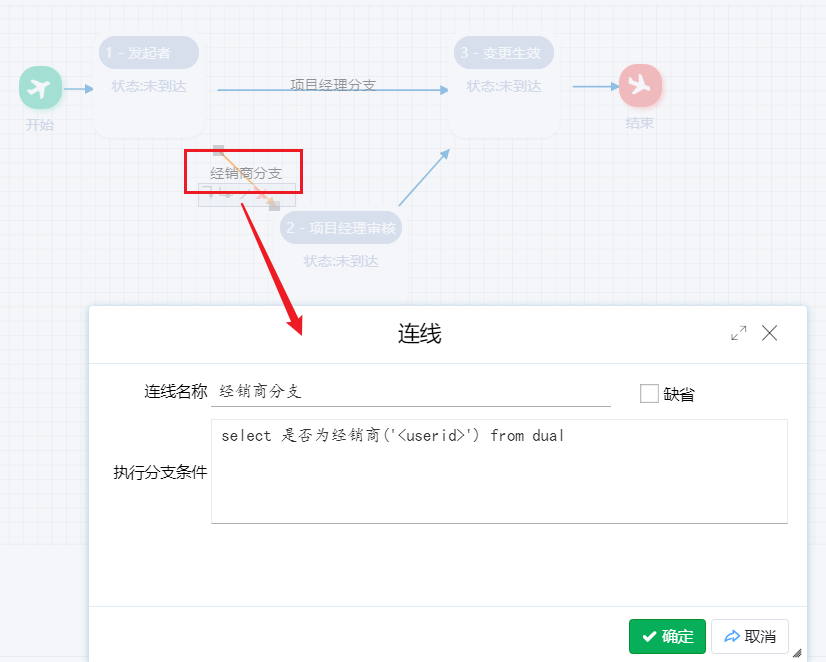 1 - 发起者
3 - 变更生效
状态:未到达
项目经理分支
状态:未到达
开始
结束
经销商分支
2 - 项目经理审核
状态:未到达
连线
连线名称 经销商分支
缺省
执行分支条件
select 是否为经销商('<userid>') from dual
确定
取消